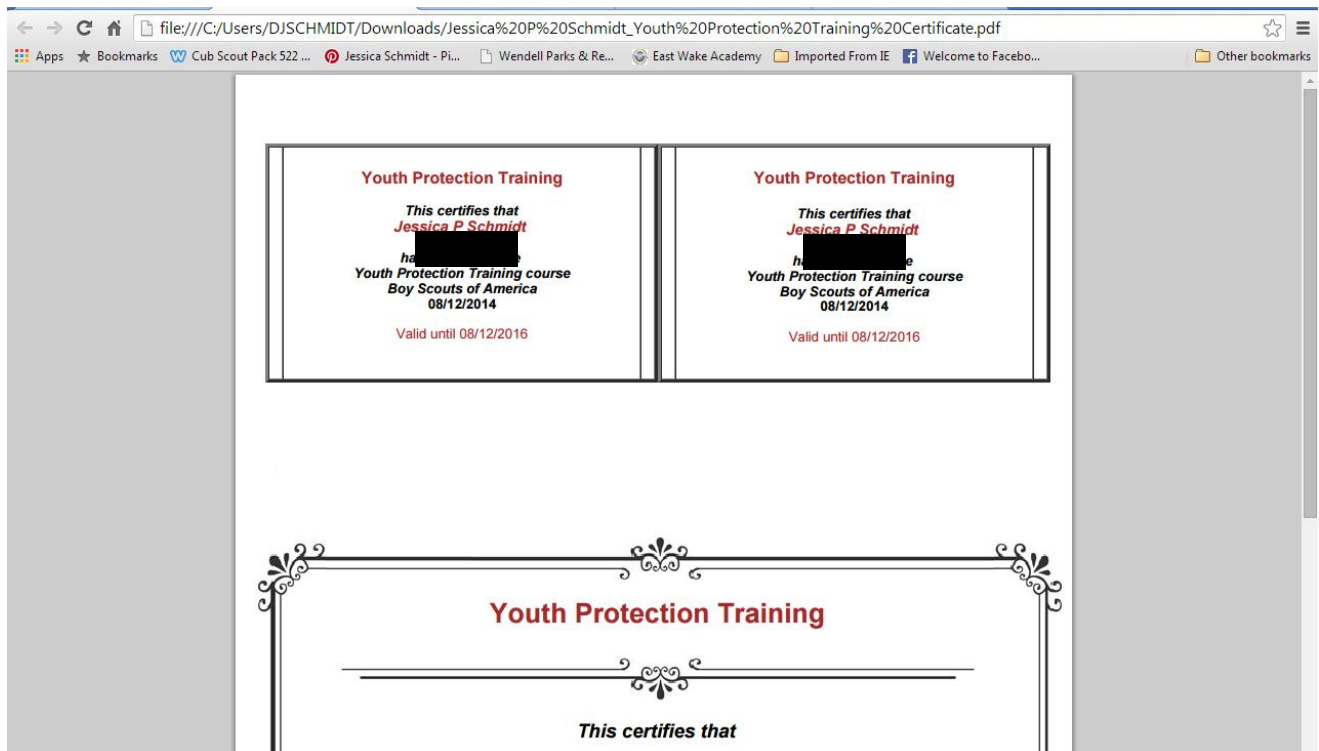 file:///C:/Users/DJSCHMIDT/Downloads/Jessica%20P%20Schmidt_Youth%20Protection%20Training%20Certificate.pdf
Apps Bookmarks Cub Scout Pack 522 ... Jessica Schmidt - Pi... Wendell Parks & Re... East Wake Academy Imported From IE Welcome to Facebo... Other bookmarks
Youth Protection Training
This certifies that
Jessica P Schmidt
Youth Protection Training course
Boy Scouts of America
08/12/2014
Valid until 08/12/2016
Youth Protection Training
This certifies that
Jessica P Schmidt
Youth Protection Training course
Boy Scouts of America
08/12/2014
Valid until 08/12/2016
Youth Protection Training
This certifies that